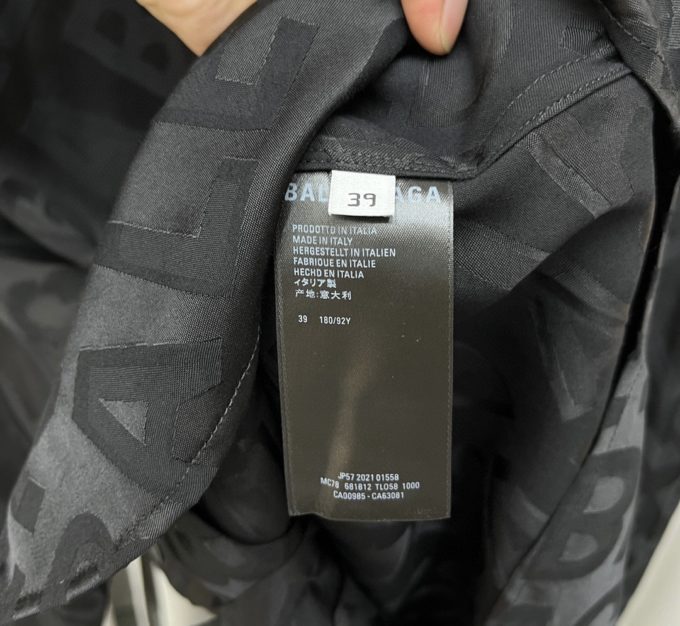 BAL AGA
39
PRODOTTO IN ITALIA
MADE IN ITALY
HERGESTELLT IN ITALIEN
FABRIQUE EN ITALIE
HECHO EN ITALIA
イタリア製
产地:意大利
39 180/92Y
JP57 2021 01558
MC78 681812 TLO58 1000
CA00985-CA63081